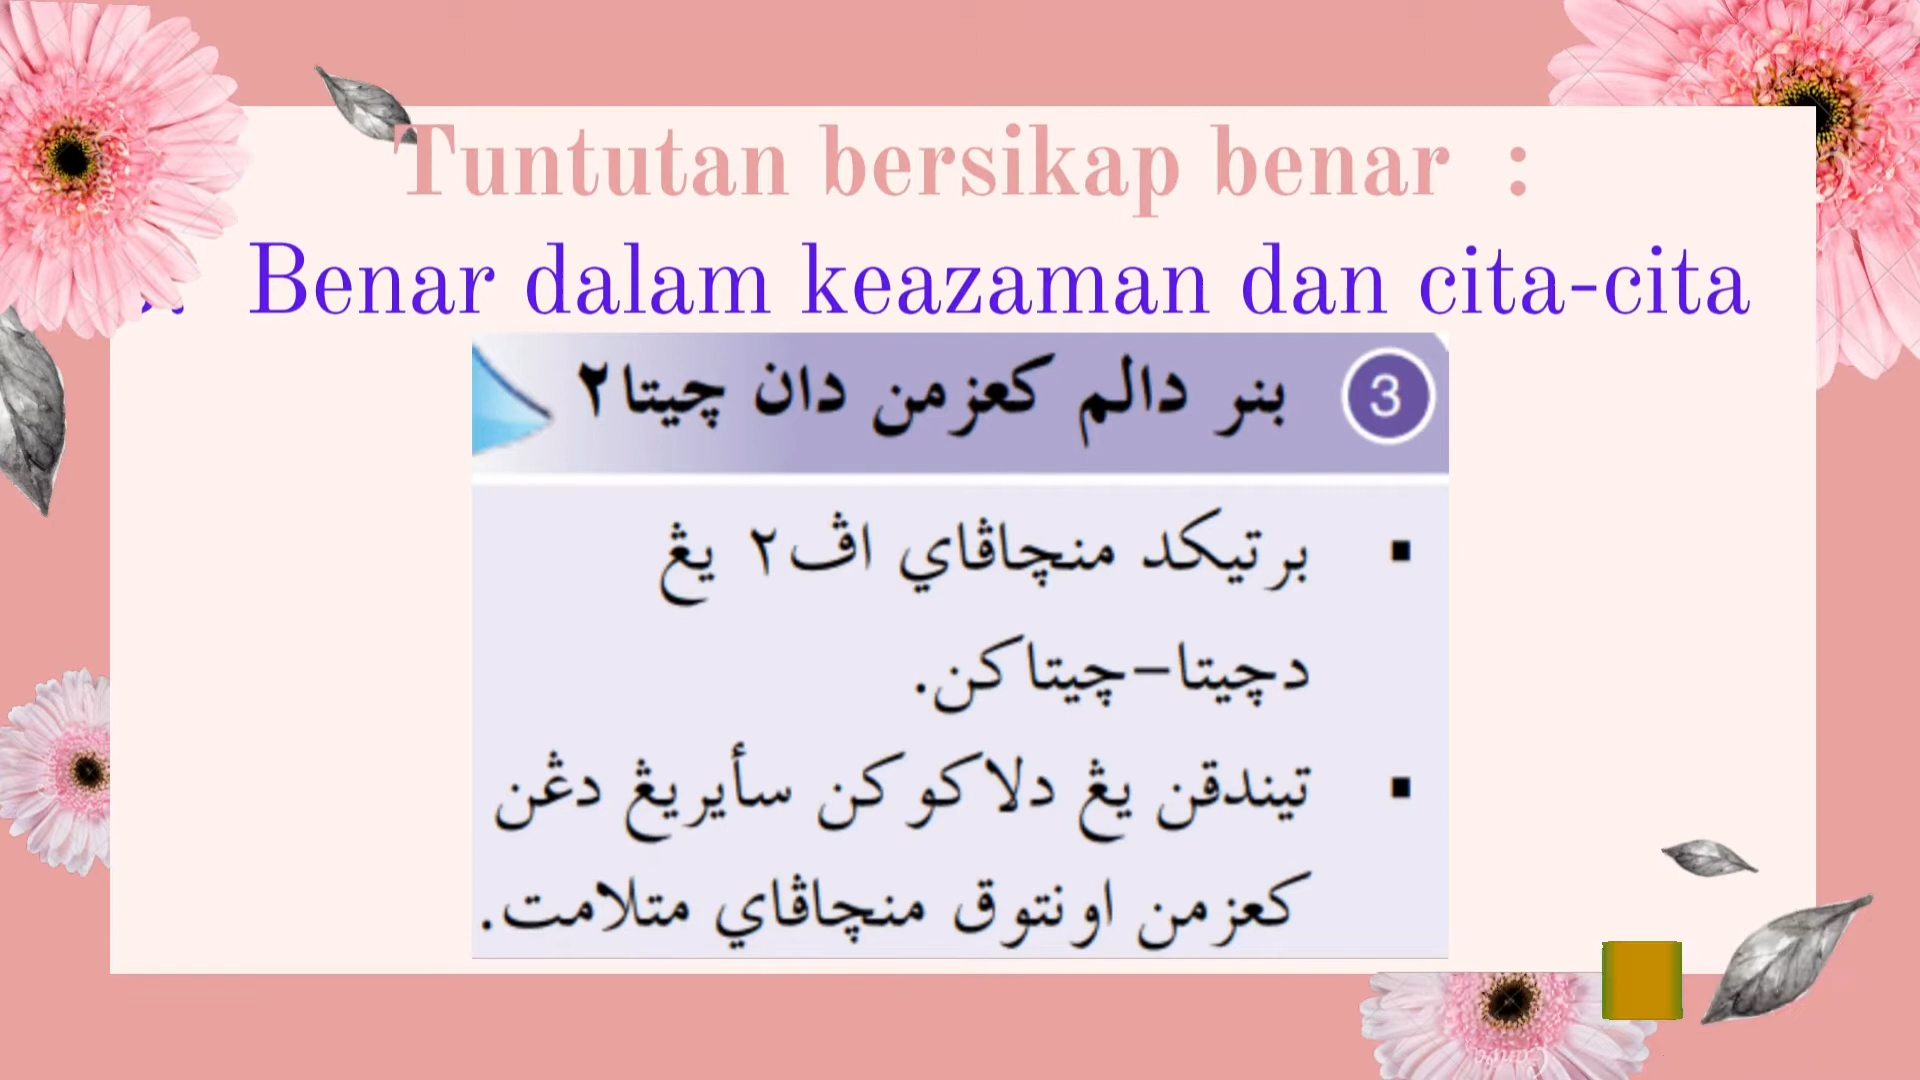 Tuntutan bersikap benar :
Benar dalam keazaman dan cita-cita
3 بنر دالم کعزمن دان چيتا٢
▪ برتيکد منچاڤاي اڤ٢ يڠ
دچيتا–چيتاکن.
▪ تيندقن يڠ دلاکوکن سأيريڠ دڠن
کعزمن اونتوق منچاڤاي متلامت.